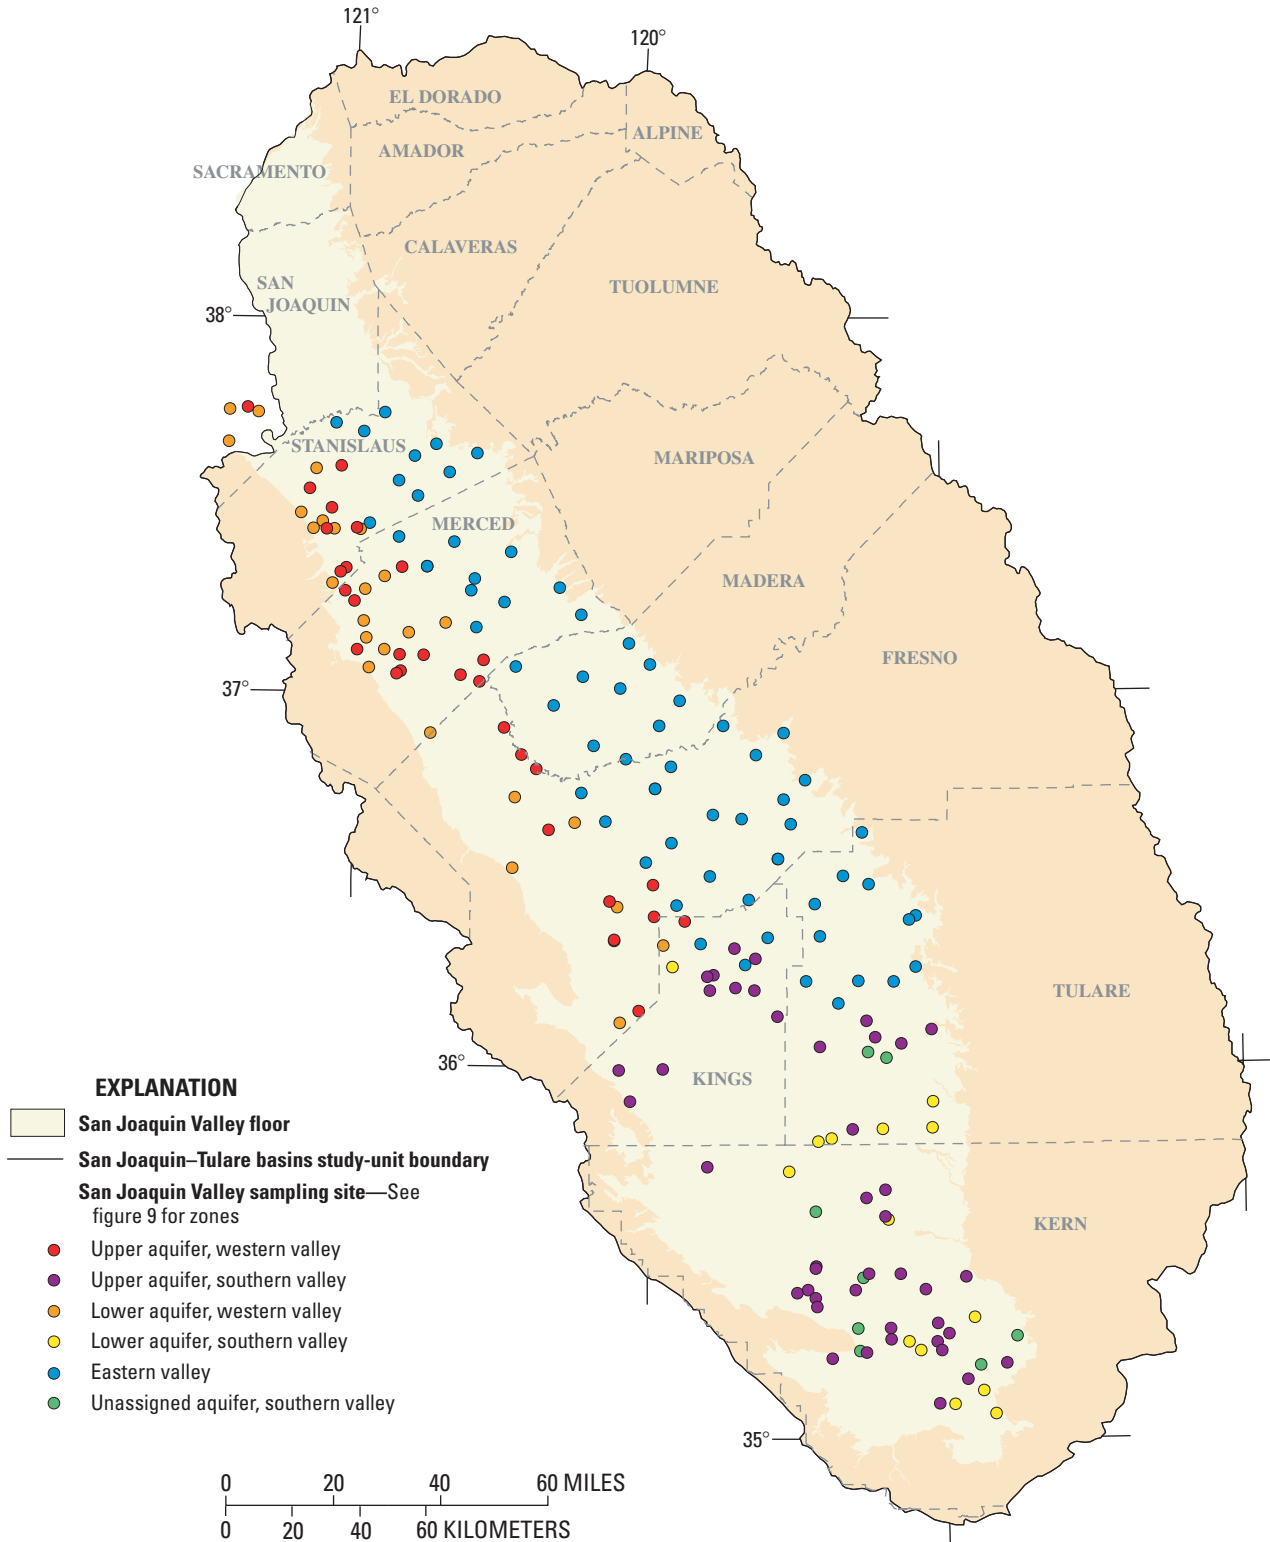 121°
120°
EL DORADO
ALPINE
AMADOR
SACRAMENTO
CALAVERAS
SAN
JOAQUIN
TUOLUMNE
38°
STANISLAUS
MARIPOSA
MERCED
MADERA
FRESNO
37°
TULARE
36°
KINGS
EXPLANATION
San Joaquin Valley floor
San Joaquin–Tulare basins study-unit boundary
San Joaquin Valley sampling site—See
figure 9 for zones
KERN
Upper aquifer, western valley
Upper aquifer, southern valley
Lower aquifer, western valley
Lower aquifer, southern valley
Eastern valley
Unassigned aquifer, southern valley
35°
0 20 40 60 MILES
0 20 40 60 KILOMETERS